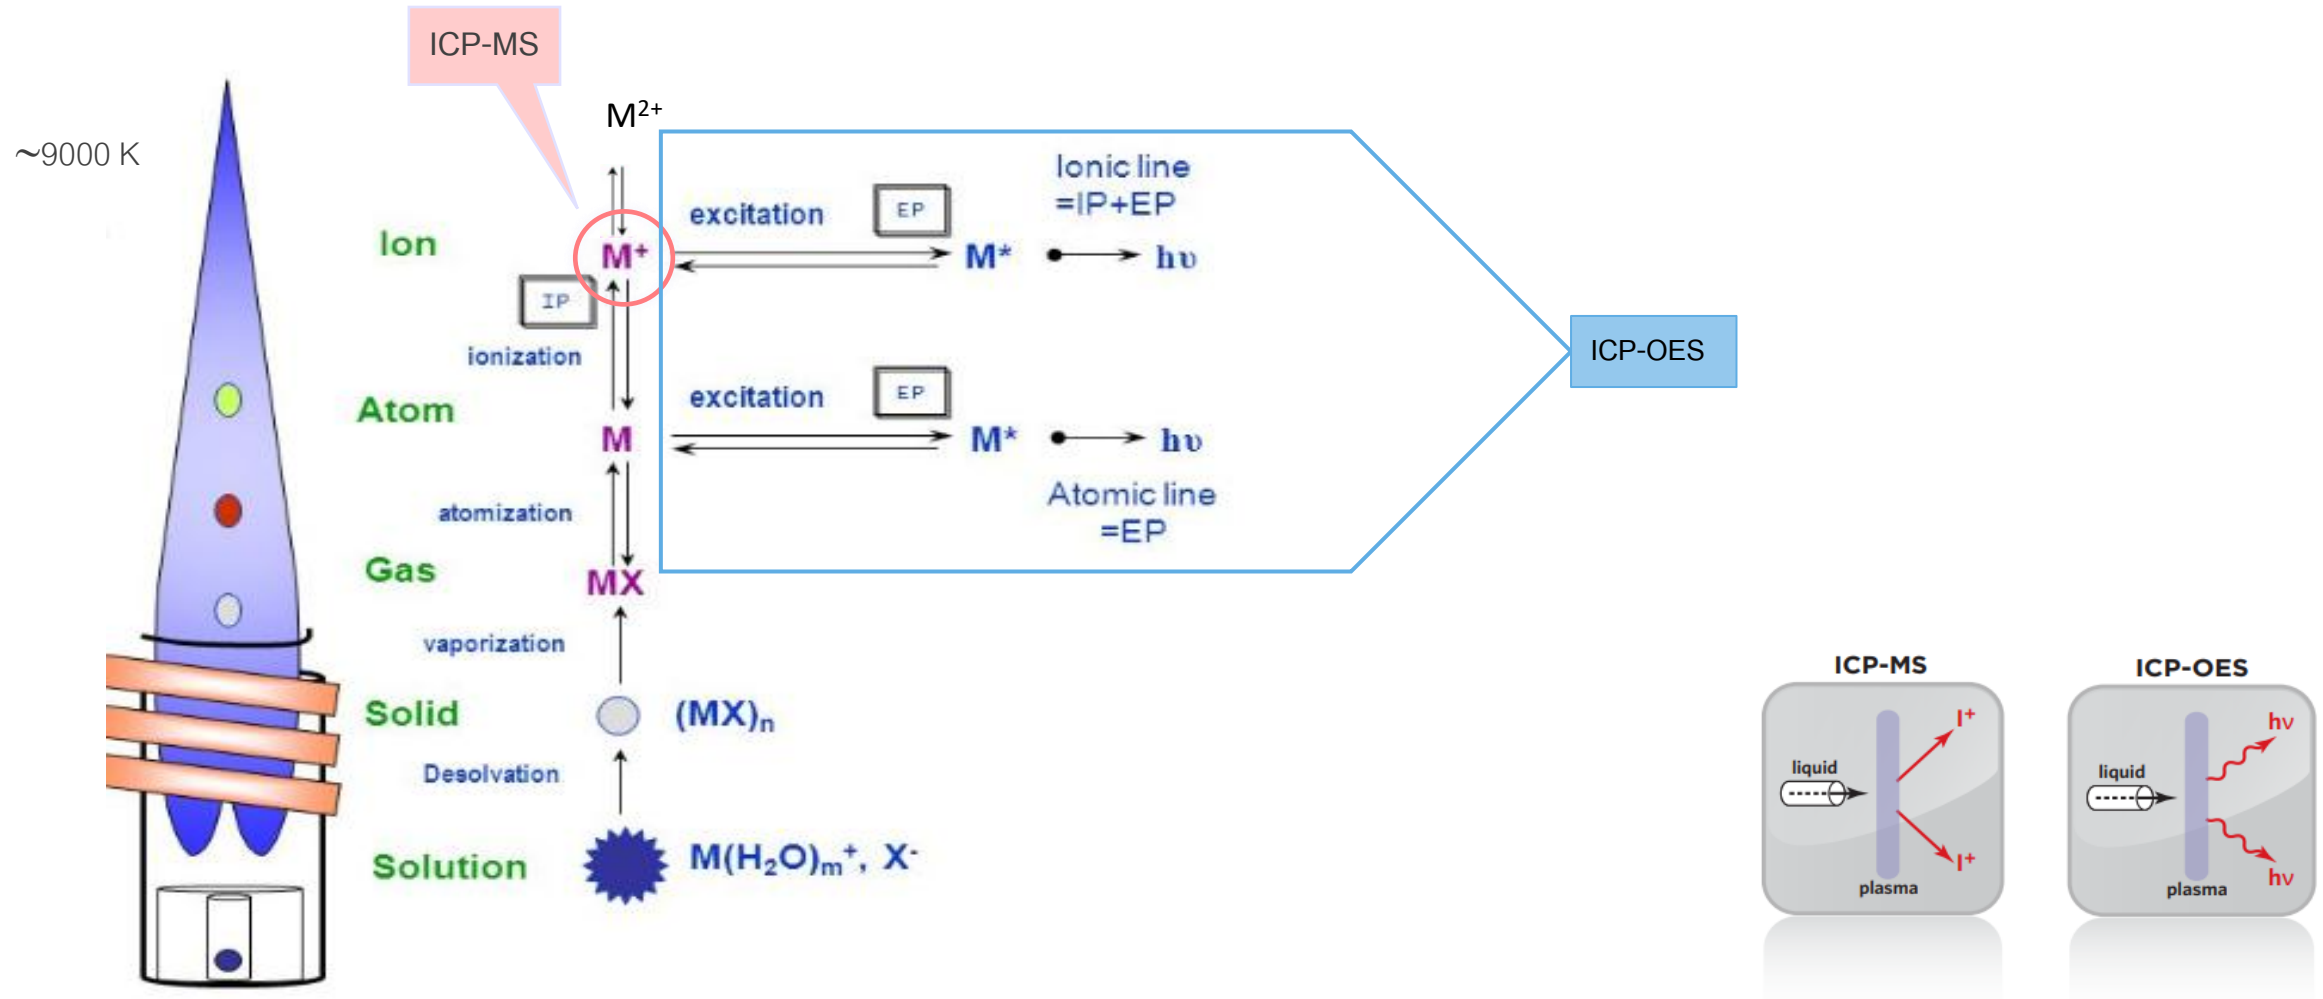 ICP-MS
M²⁺
~9000 K
Ionic line
=IP+EP
excitation
EP
Ion
M⁺
M*
hυ
IP
ionization
ICP-OES
excitation
EP
Atom
M
M*
hυ
Atomic line
=EP
atomization
Gas
MX
vaporization
Solid
(MX)ₙ
Desolvation
Solution
M(H₂O)ₘ⁺, X⁻
ICP-MS
I⁺
liquid
I⁺
plasma
ICP-OES
hν
liquid
hν
plasma